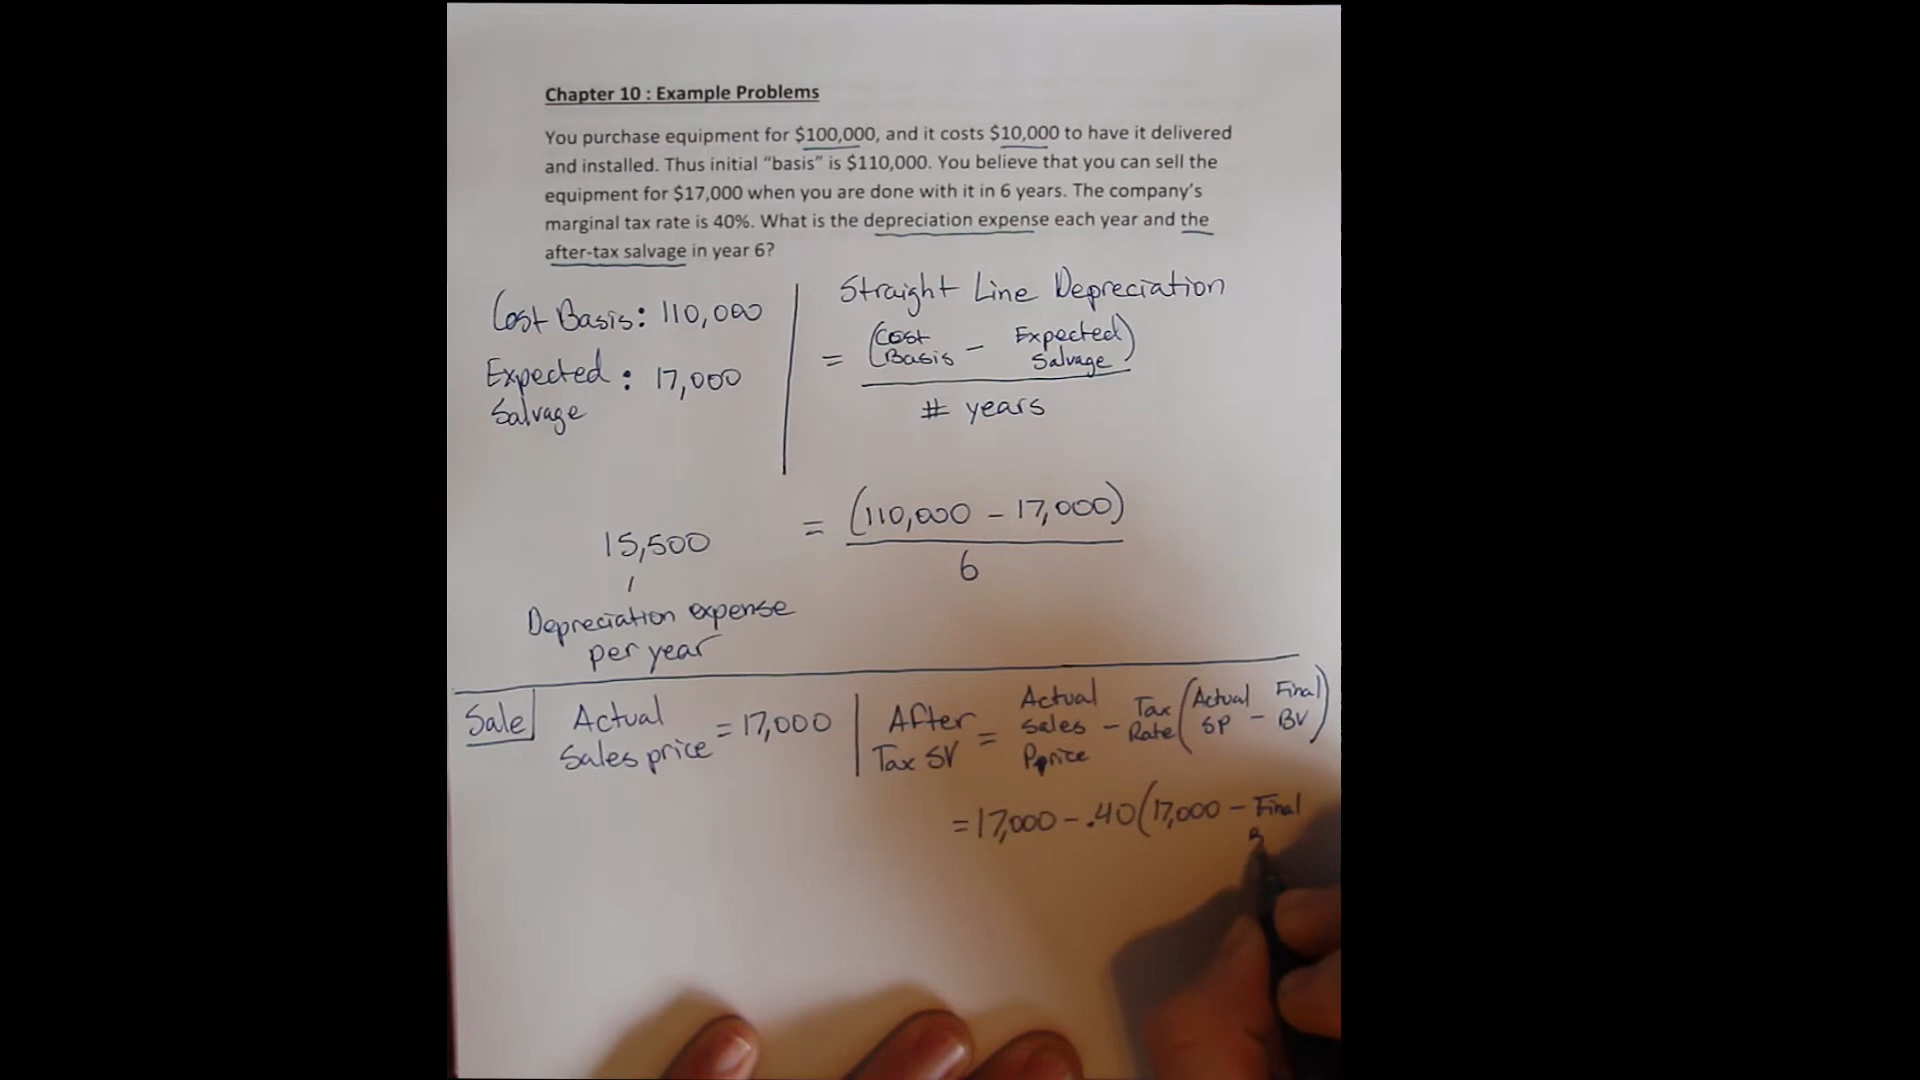 Chapter 10 : Example Problems
You purchase equipment for $100,000, and it costs $10,000 to have it delivered
and installed. Thus initial “basis” is $110,000. You believe that you can sell the
equipment for $17,000 when you are done with it in 6 years. The company’s
marginal tax rate is 40%. What is the depreciation expense each year and the
after-tax salvage in year 6?
Cost Basis: 110,000
Expected : 17,000
Salvage
Straight Line Depreciation
= (Cost Basis - Expected Salvage)
# years
15,500
Depreciation expense
per year
= (110,000 - 17,000)
6
Sale
Actual
Sales price = 17,000
After
Tax SV
=
Actual
Sales
Price
- Tax
Rate
(Actual
SP
- Final
BV)
= 17,000 - .40(17,000 - Final
B